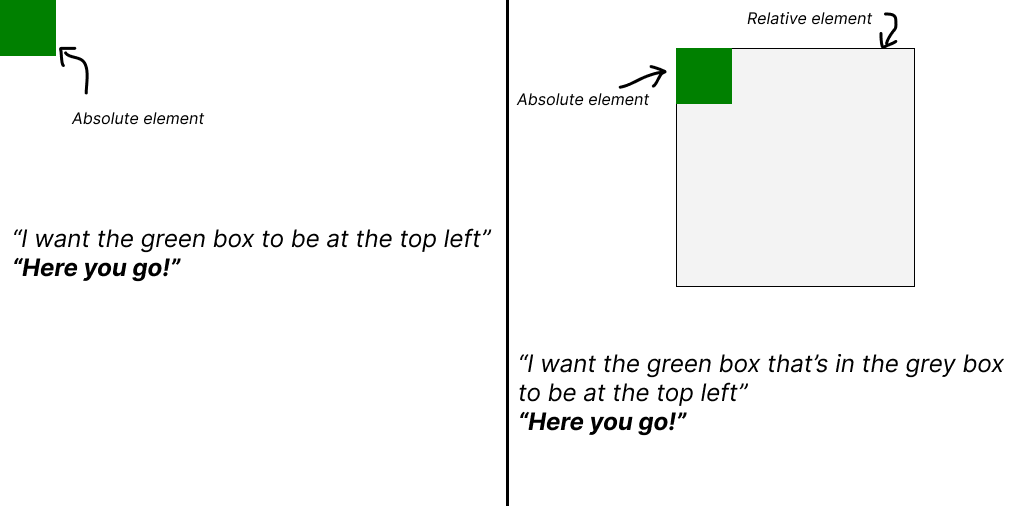 Absolute element
“I want the green box to be at the top left”
“Here you go!”
Relative element
Absolute element
“I want the green box that’s in the grey box
to be at the top left”
“Here you go!”